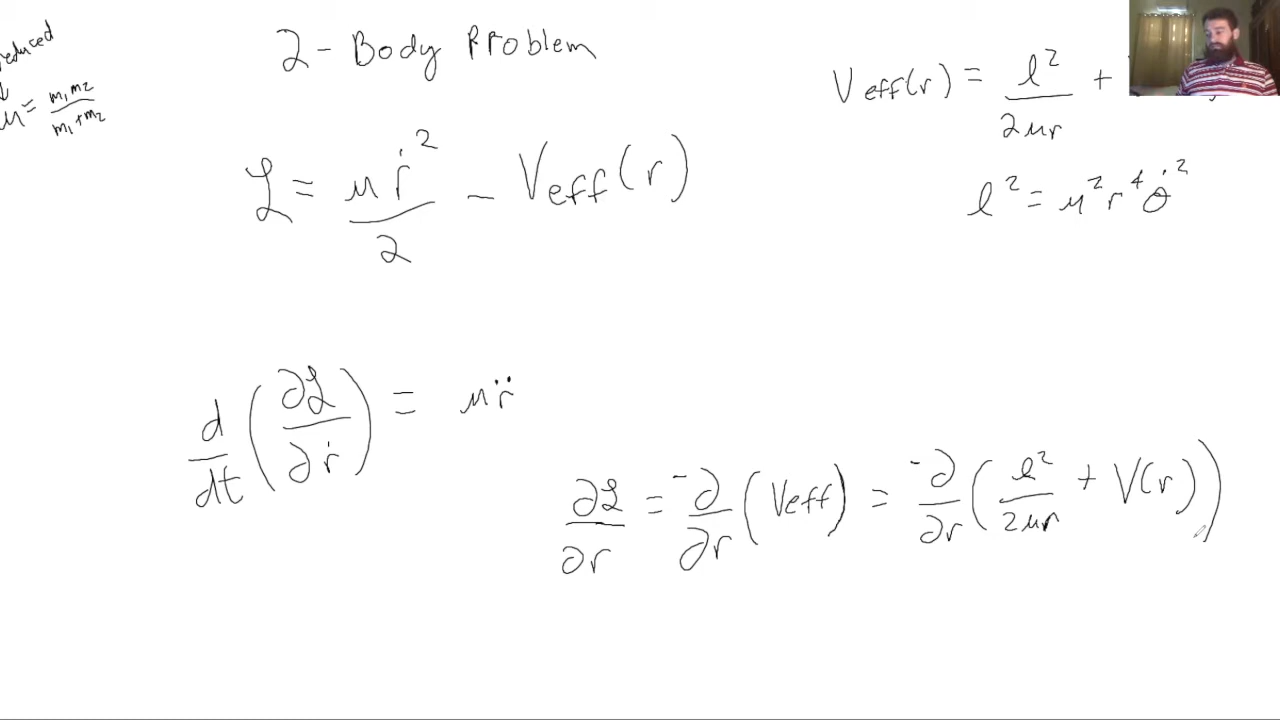 reduced
↓
μ = m₁m₂/(m₁+m₂)
2-Body Problem
ℒ = μṙ²/2 - Veff(r)
Veff(r) = l²/2μr +
l² = μ²r⁴θ̇²
d/dt (∂ℒ/∂ṙ) = μr̈
∂ℒ/∂r = -∂/∂r (Veff) = -∂/∂r (l²/2μr + V(r))